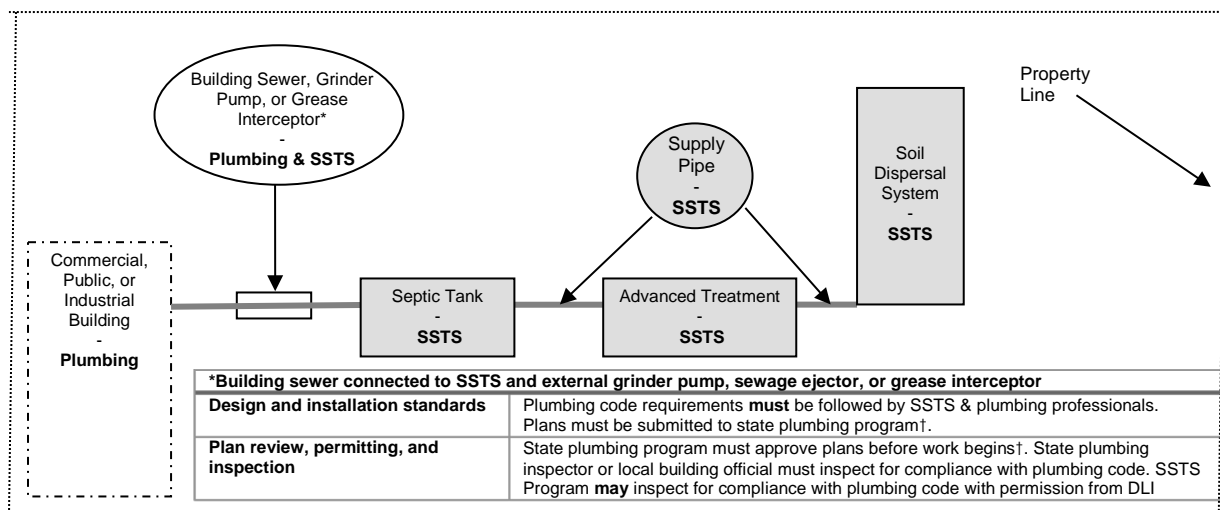 Building Sewer, Grinder
Pump, or Grease
Interceptor*
-
Plumbing & SSTS
Property
Line
Supply
Pipe
-
SSTS
Soil
Dispersal
System
-
SSTS
Commercial,
Public, or
Industrial
Building
-
Plumbing
Septic Tank
-
SSTS
Advanced Treatment
-
SSTS
*Building sewer connected to SSTS and external grinder pump, sewage ejector, or grease interceptor
Design and installation standards
Plumbing code requirements must be followed by SSTS & plumbing professionals.
Plans must be submitted to state plumbing program†.
Plan review, permitting, and
inspection
State plumbing program must approve plans before work begins†. State plumbing
inspector or local building official must inspect for compliance with plumbing code. SSTS
Program may inspect for compliance with plumbing code with permission from DLI